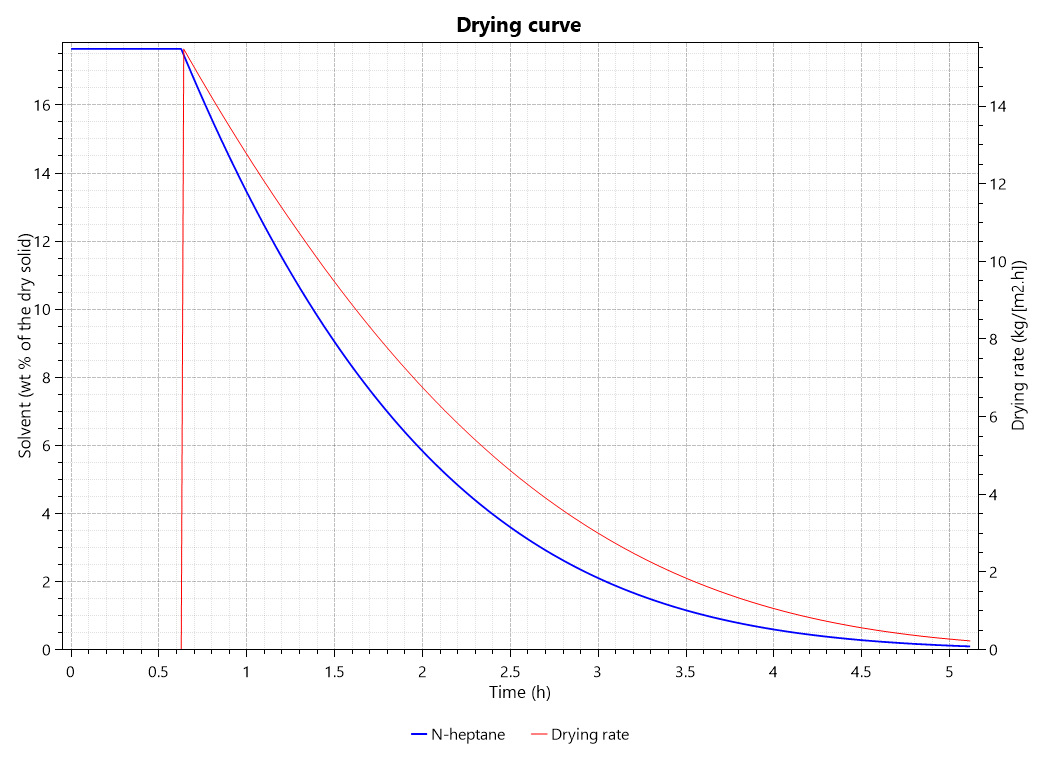 Drying curve
Solvent (wt % of the dry solid)
16
14
12
10
8
6
4
2
0
14
12
10
8
6
4
2
0
Drying rate (kg/[m2.h])
0 0.5 1 1.5 2 2.5 3 3.5 4 4.5 5
Time (h)
N-heptane Drying rate